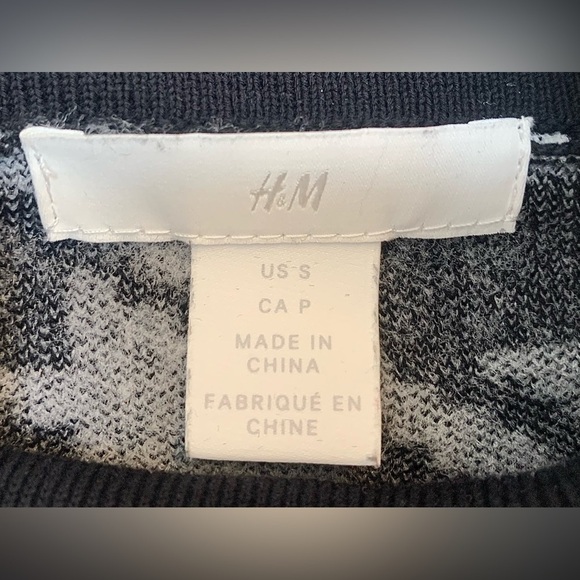 H&M
US S
CA P
MADE IN
CHINA
FABRIQUÉ EN
CHINE